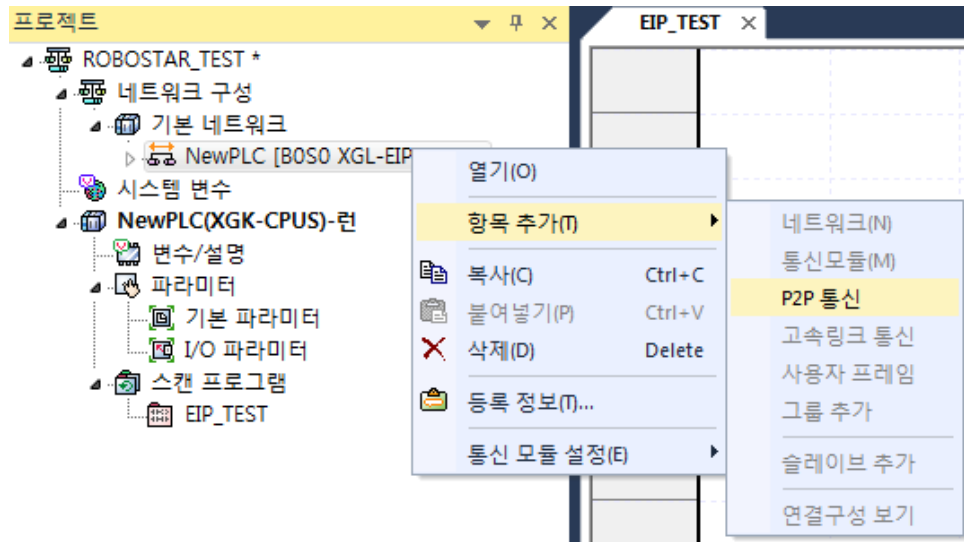 프로젝트
EIP_TEST
ROBOSTAR_TEST *
네트워크 구성
기본 네트워크
NewPLC [B0S0 XGL-EIP
시스템 변수
NewPLC(XGK-CPUS)-런
변수/설명
파라미터
기본 파라미터
I/O 파라미터
스캔 프로그램
EIP_TEST
열기(O)
항목 추가(T)
복사(C) Ctrl+C
붙여넣기(P) Ctrl+V
삭제(D) Delete
등록 정보(T)...
통신 모듈 설정(E)
네트워크(N)
통신모듈(M)
P2P 통신
고속링크 통신
사용자 프레임
그룹 추가
슬레이브 추가
연결구성 보기